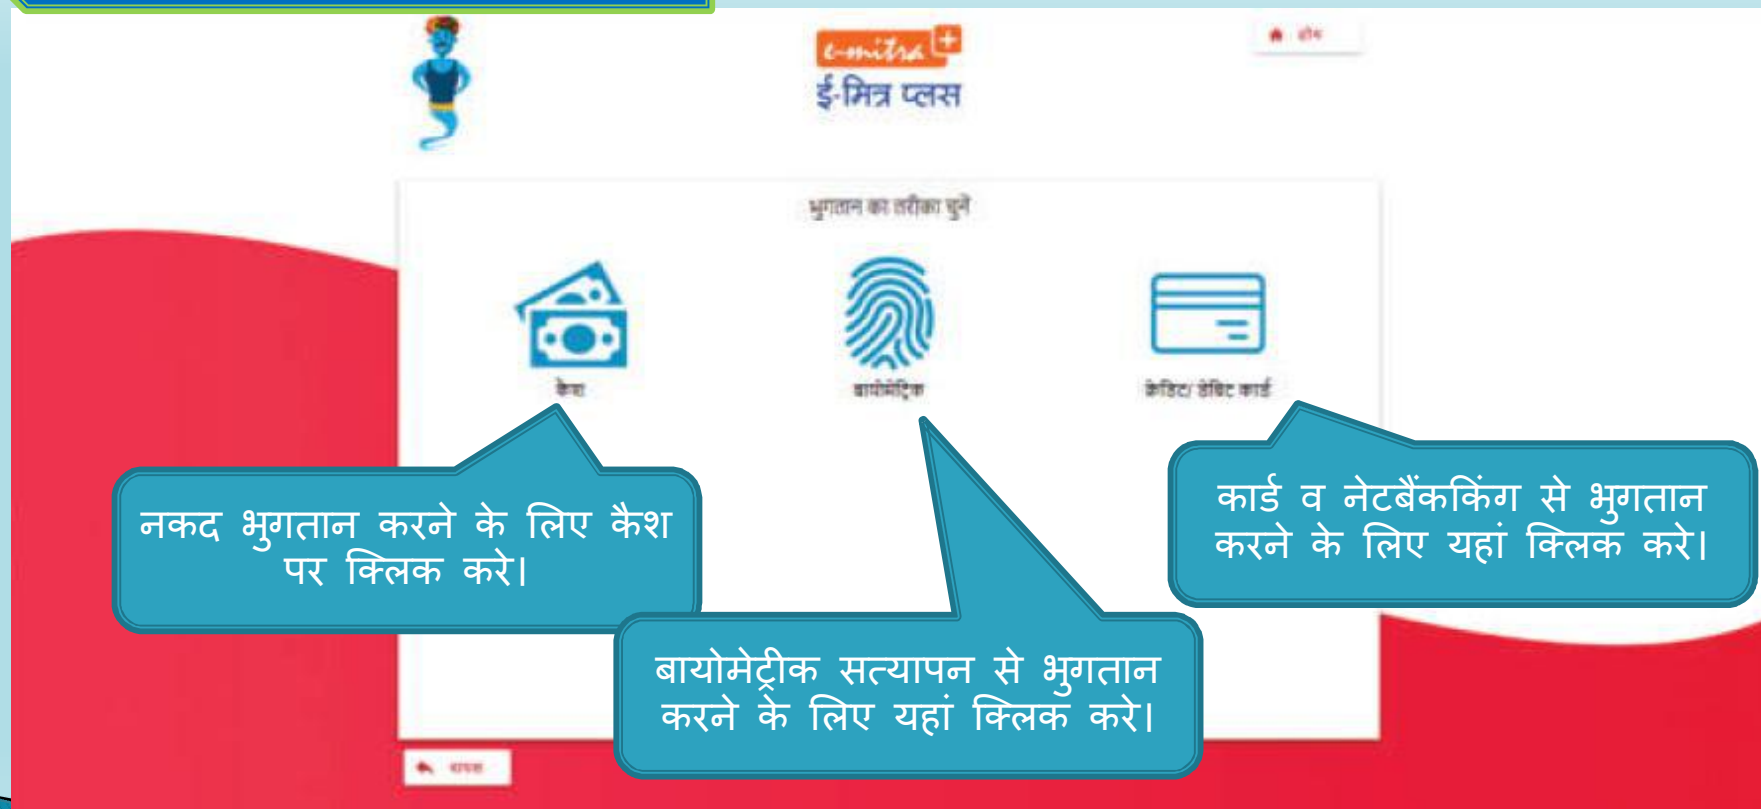 e-mitra+
ई-मित्र प्लस
होम
भुगतान का तरीका चुनें
कैश
बायोमेट्रिक
क्रेडिट/ डेबिट कार्ड
नकद भुगतान करने के लिए कैश
पर क्लिक करे।
कार्ड व नेटबैंककिंग से भुगतान
करने के लिए यहां क्लिक करे।
बायोमेट्रीक सत्यापन से भुगतान
करने के लिए यहां क्लिक करे।
वापस